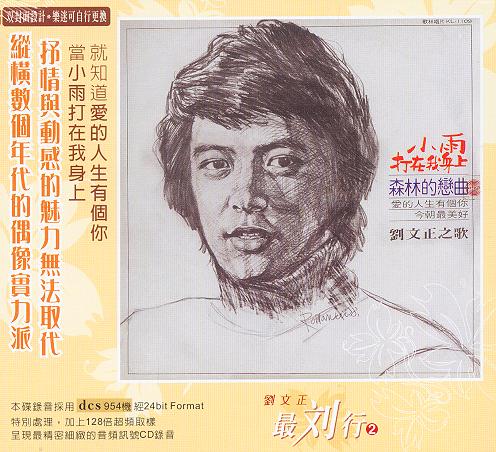 双封面設計●樂迷可自行更換
縱橫數個年代的偶像實力派
抒情與動感的魅力無法取代
當小雨打在我身上
就知道愛的人生有個你
歌林唱片KL-1109
小雨
打在我身上
森林的戀曲
愛的人生有個你
今朝最美好
劉文正之歌
本碟錄音採用 dcs 954機 經24bit Format
特別處理，加上128倍超頻取樣
呈現最精密細緻的音頻訊號CD錄音
劉文正
最刘行2